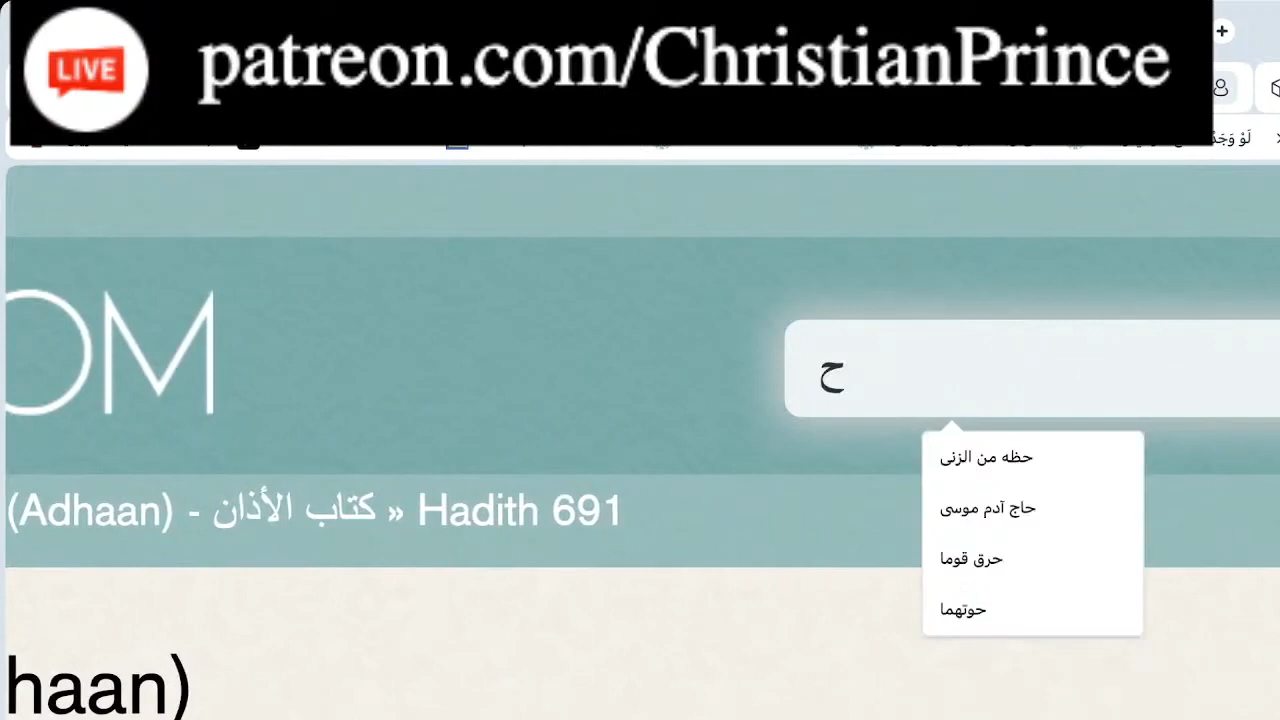 LIVE
patreon.com/ChristianPrince
لَوْ وَجَدْ
OM
ح
حظه من الزنى
حاج آدم موسى
حرق قوما
حوتهما
(Adhaan) - كتاب الأذان » Hadith 691
haan)